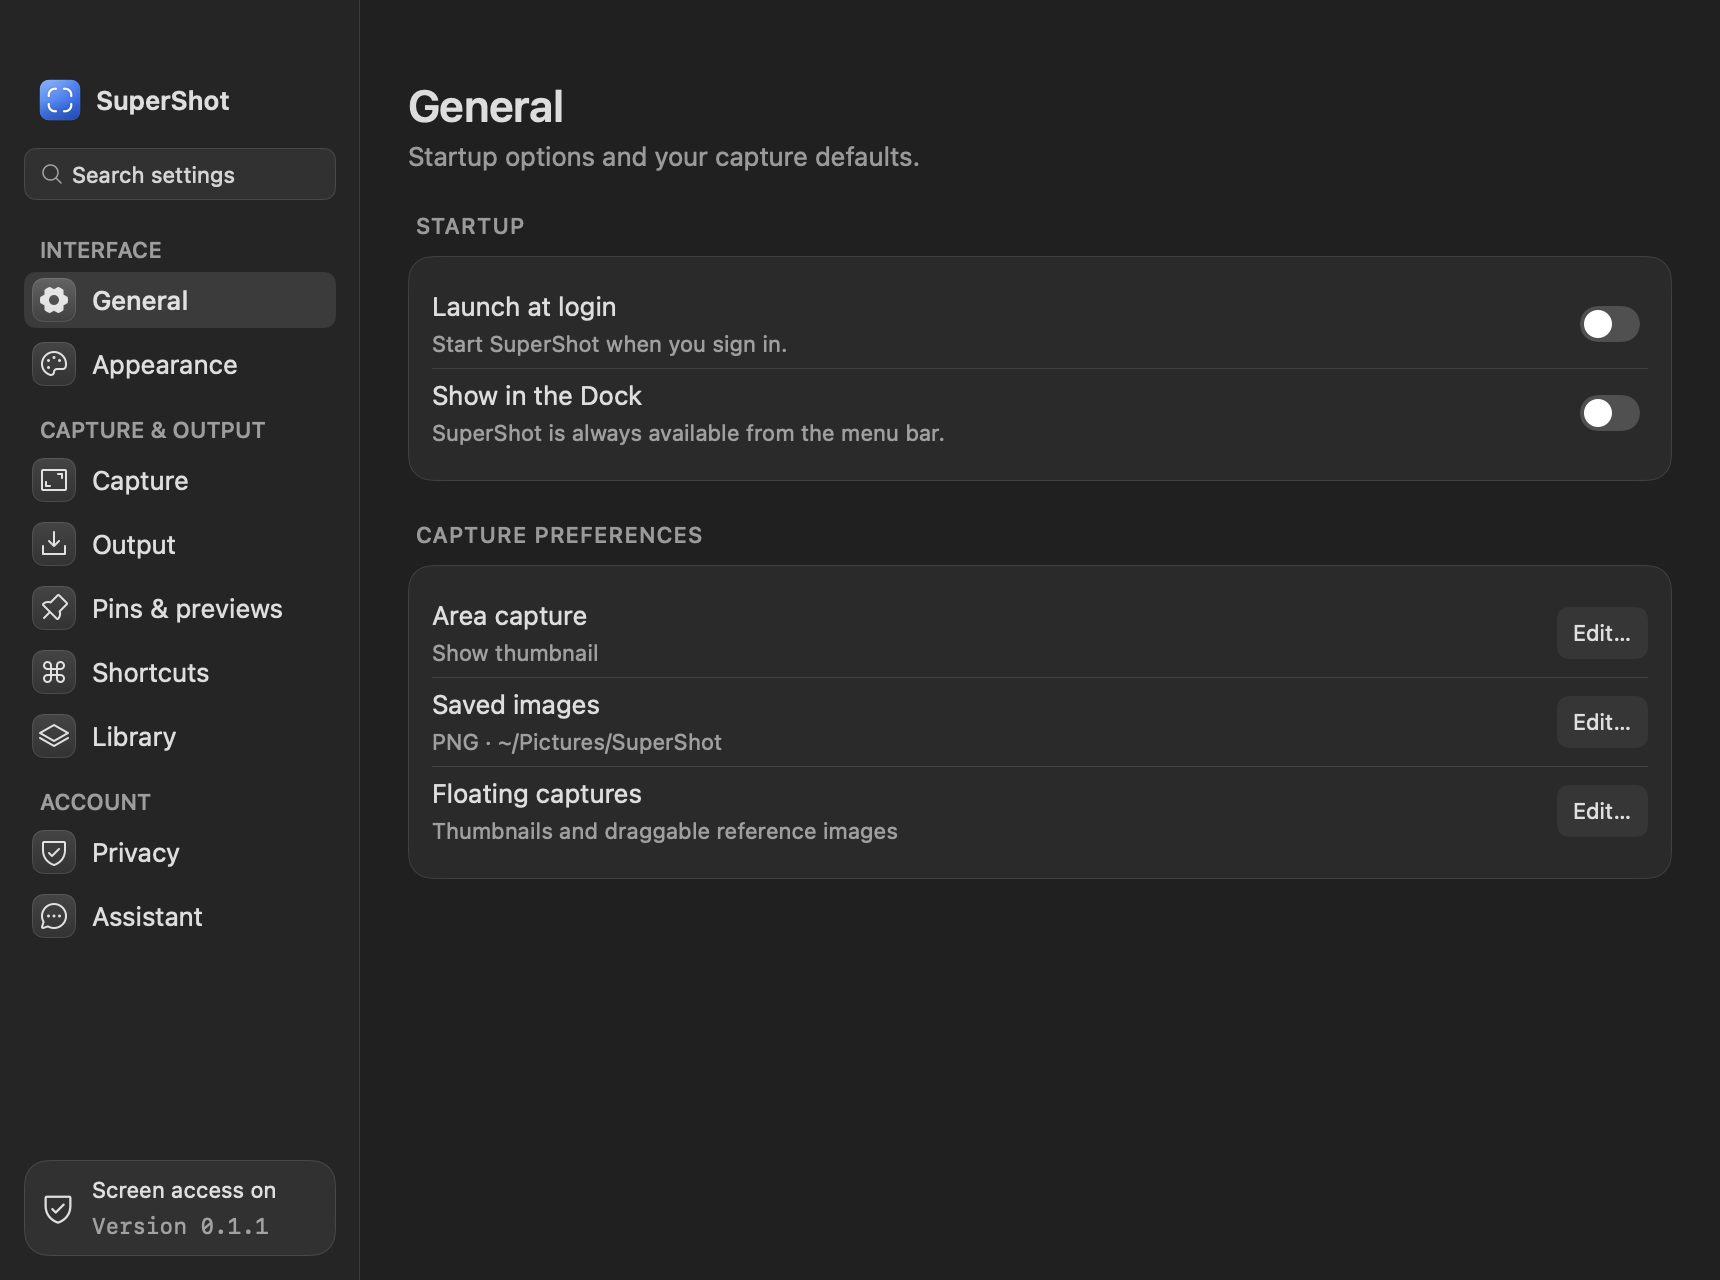 SuperShot
Search settings
INTERFACE
General
Appearance
CAPTURE & OUTPUT
Capture
Output
Pins & previews
Shortcuts
Library
ACCOUNT
Privacy
Assistant
Screen access on
Version 0.1.1
General
Startup options and your capture defaults.
STARTUP
Launch at login
Start SuperShot when you sign in.
Show in the Dock
SuperShot is always available from the menu bar.
CAPTURE PREFERENCES
Area capture
Show thumbnail
Edit...
Saved images
PNG · ~/Pictures/SuperShot
Edit...
Floating captures
Thumbnails and draggable reference images
Edit...